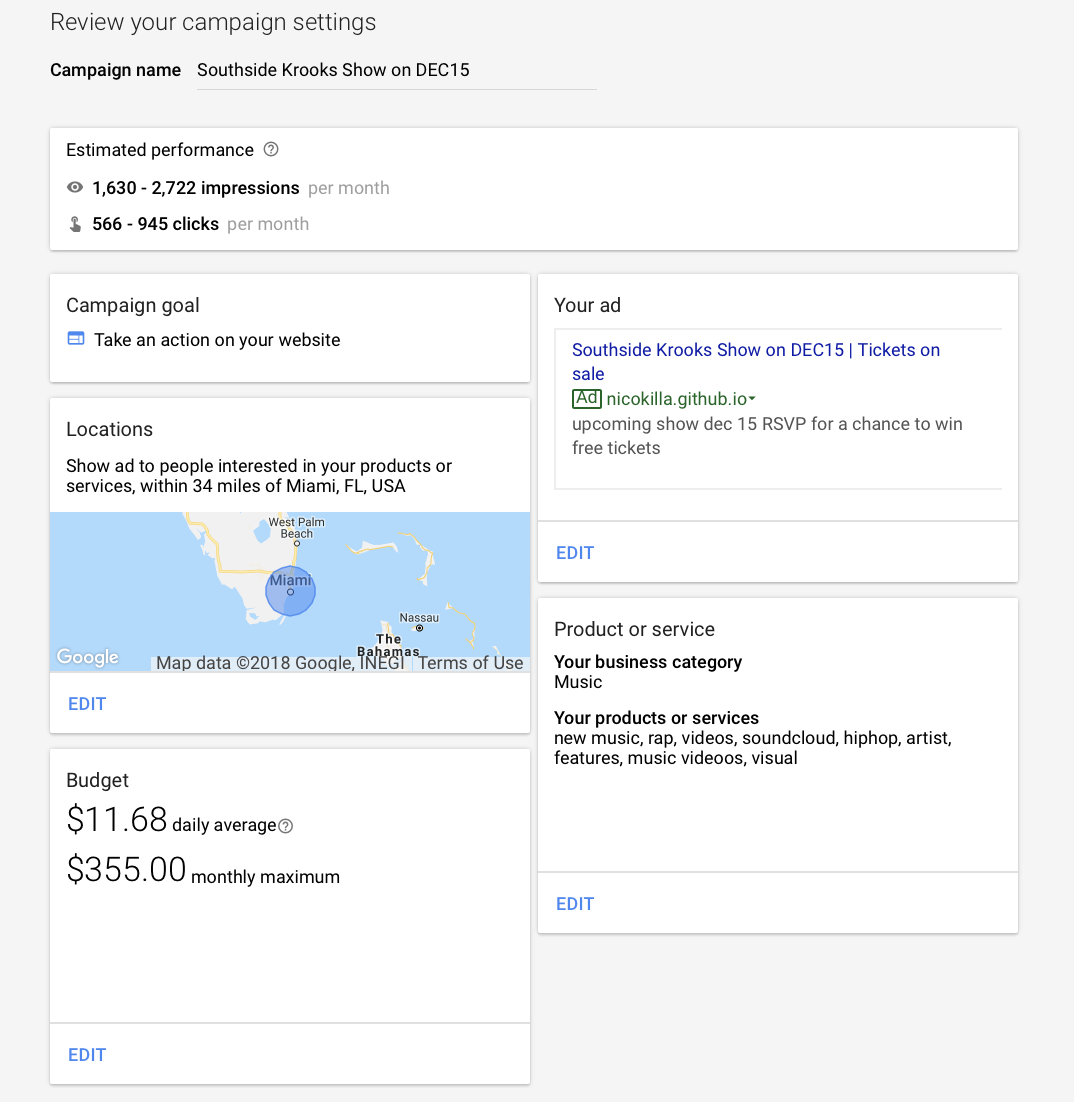 Review your campaign settings
Campaign name Southside Krooks Show on DEC15
Estimated performance
1,630 - 2,722 impressions per month
566 - 945 clicks per month
Campaign goal
Take an action on your website
Locations
Show ad to people interested in your products or
services, within 34 miles of Miami, FL, USA
West Palm
Beach
Miami
Nassau
The
Bahamas
Google
Map data ©2018 Google, INEGI Terms of Use
EDIT
Budget
$11.68 daily average
$355.00 monthly maximum
EDIT
Your ad
Southside Krooks Show on DEC15 | Tickets on
sale
Ad nicokilla.github.io
upcoming show dec 15 RSVP for a chance to win
free tickets
EDIT
Product or service
Your business category
Music
Your products or services
new music, rap, videos, soundcloud, hiphop, artist,
features, music videoos, visual
EDIT